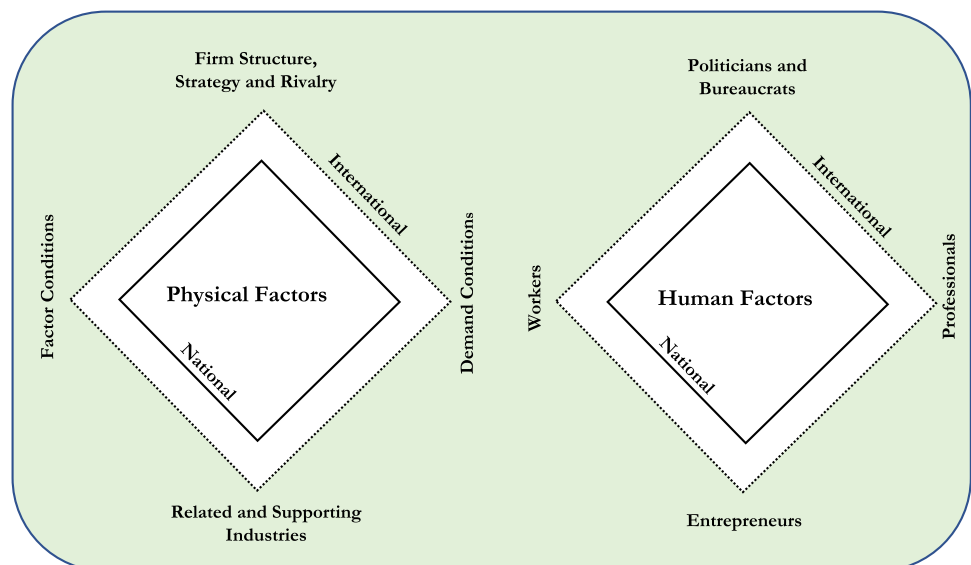 Firm Structure,
Strategy and Rivalry
International
Factor Conditions
Physical Factors
Demand Conditions
National
Related and Supporting
Industries
Politicians and
Bureaucrats
International
Workers
Human Factors
Professionals
National
Entrepreneurs